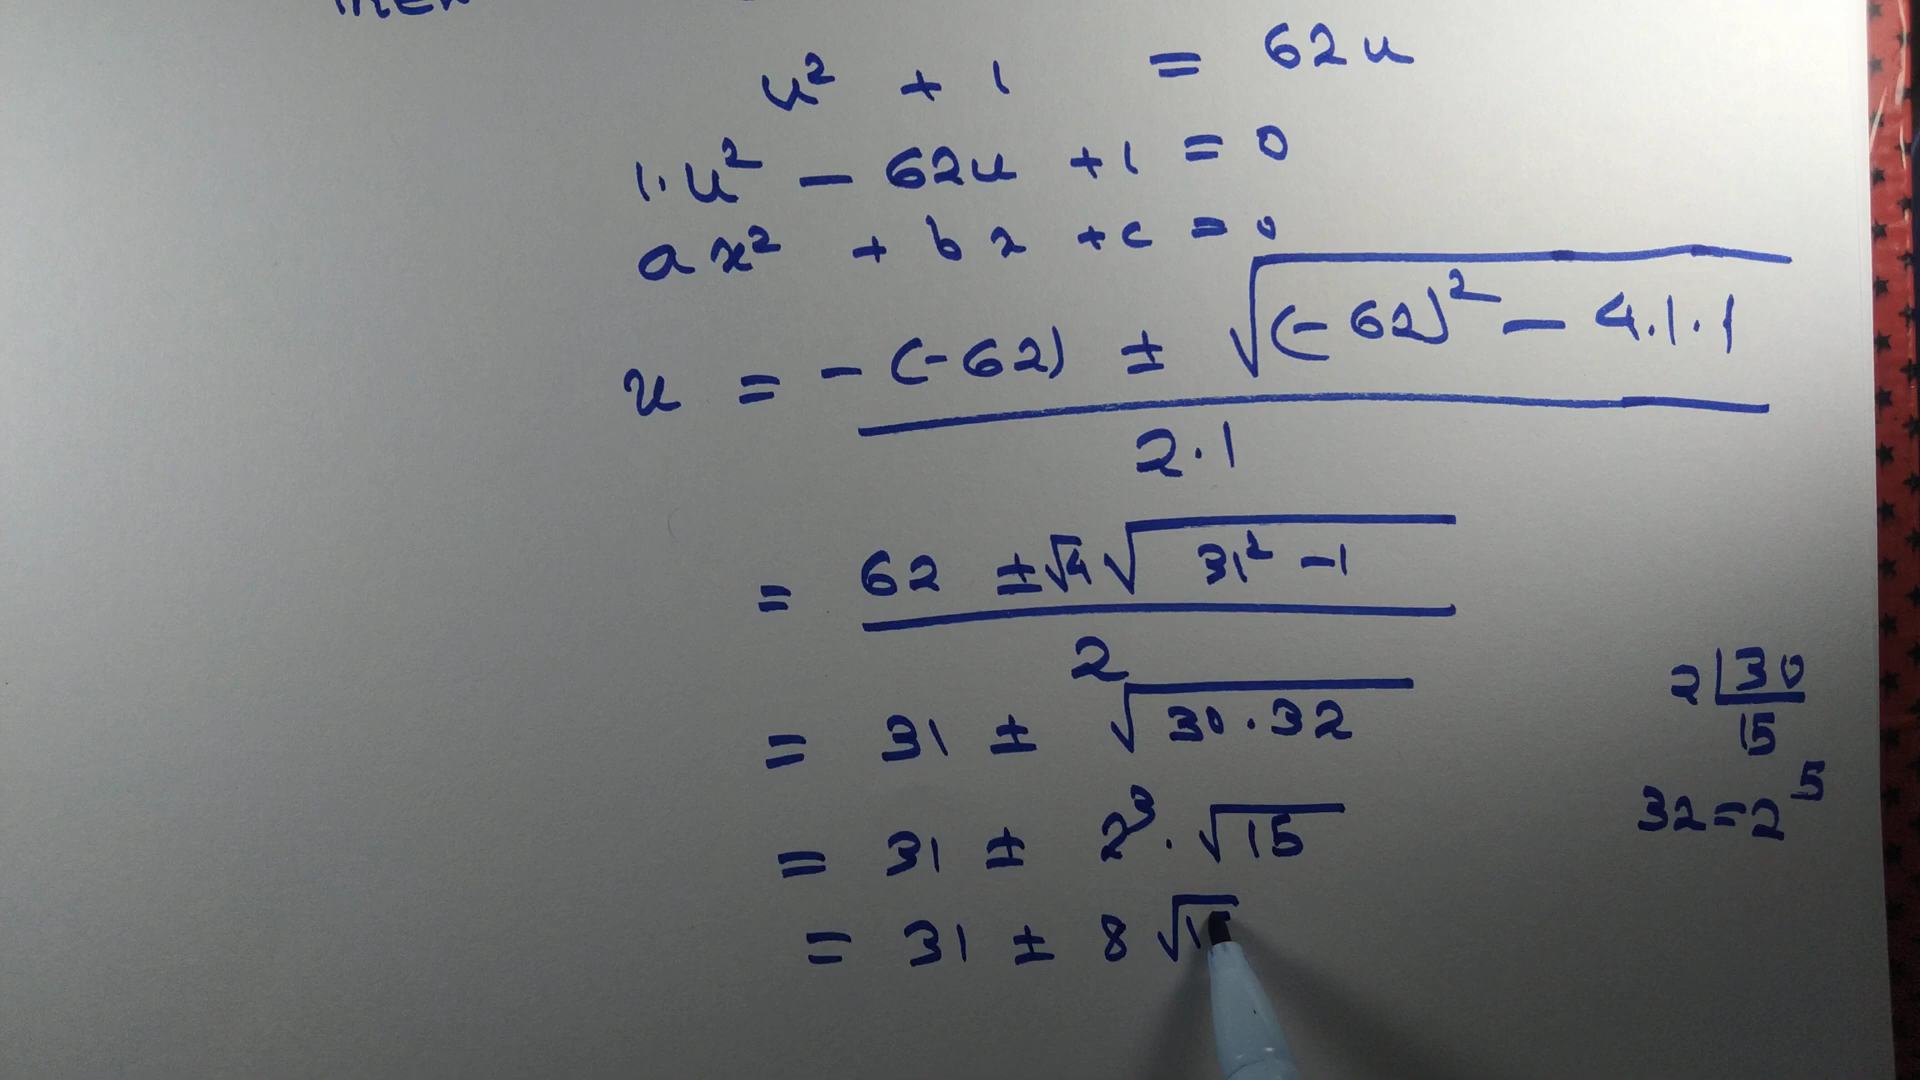 u² + 1 = 62u
1·u² - 62u + 1 = 0
ax² + bx + c = 0
u = - (-62) ± √((-62)² - 4.1.1)
2.1
= 62 ± √4 √(31² - 1)
2
= 31 ± √(30.32)
2 | 30
15
32 = 2⁵
= 31 ± 2³ . √15
= 31 ± 8 √1